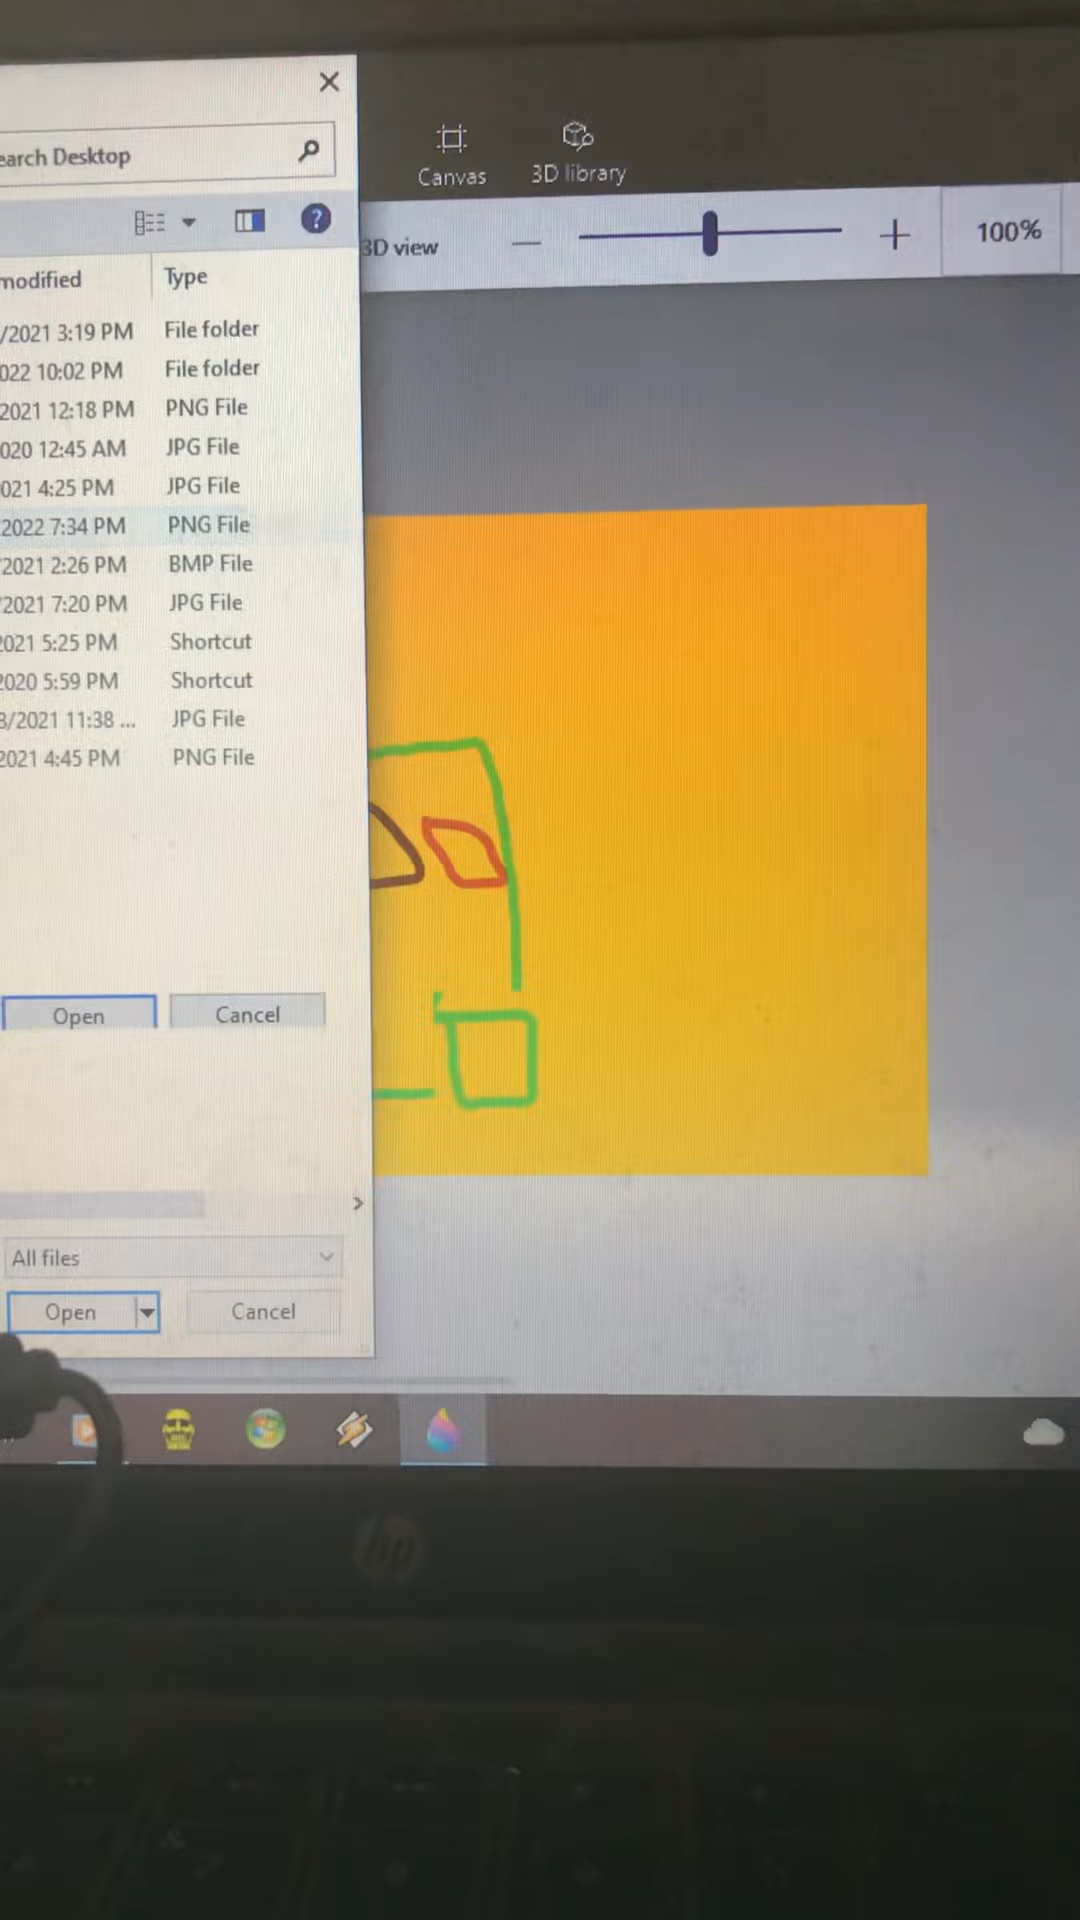 earch Desktop
Canvas
3D library
3D view
100%
modified Type
/2021 3:19 PM File folder
022 10:02 PM File folder
2021 12:18 PM PNG File
020 12:45 AM JPG File
021 4:25 PM JPG File
2022 7:34 PM PNG File
2021 2:26 PM BMP File
2021 7:20 PM JPG File
2021 5:25 PM Shortcut
2020 5:59 PM Shortcut
8/2021 11:38 ... JPG File
2021 4:45 PM PNG File
Open Cancel
All files
Open Cancel
hp